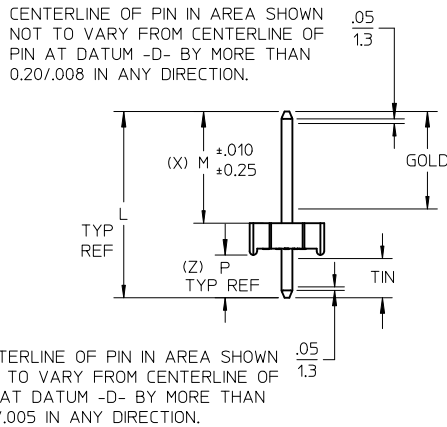 CENTERLINE OF PIN IN AREA SHOWN
NOT TO VARY FROM CENTERLINE OF
PIN AT DATUM -D- BY MORE THAN
0.20/.008 IN ANY DIRECTION.
.05
1.3
(X) M ±.010
±0.25
GOLD
L
TYP
REF
(Z) P
TYP REF
TIN
TERLINE OF PIN IN AREA SHOWN
TO VARY FROM CENTERLINE OF
AT DATUM -D- BY MORE THAN
/.005 IN ANY DIRECTION.
.05
1.3